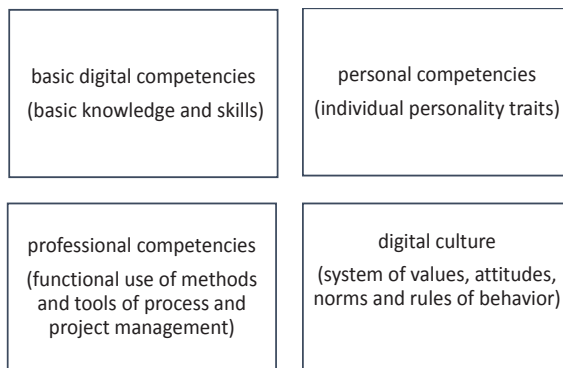 basic digital competencies
(basic knowledge and skills)
personal competencies
(individual personality traits)
professional competencies
(functional use of methods
and tools of process and
project management)
digital culture
(system of values, attitudes,
norms and rules of behavior)